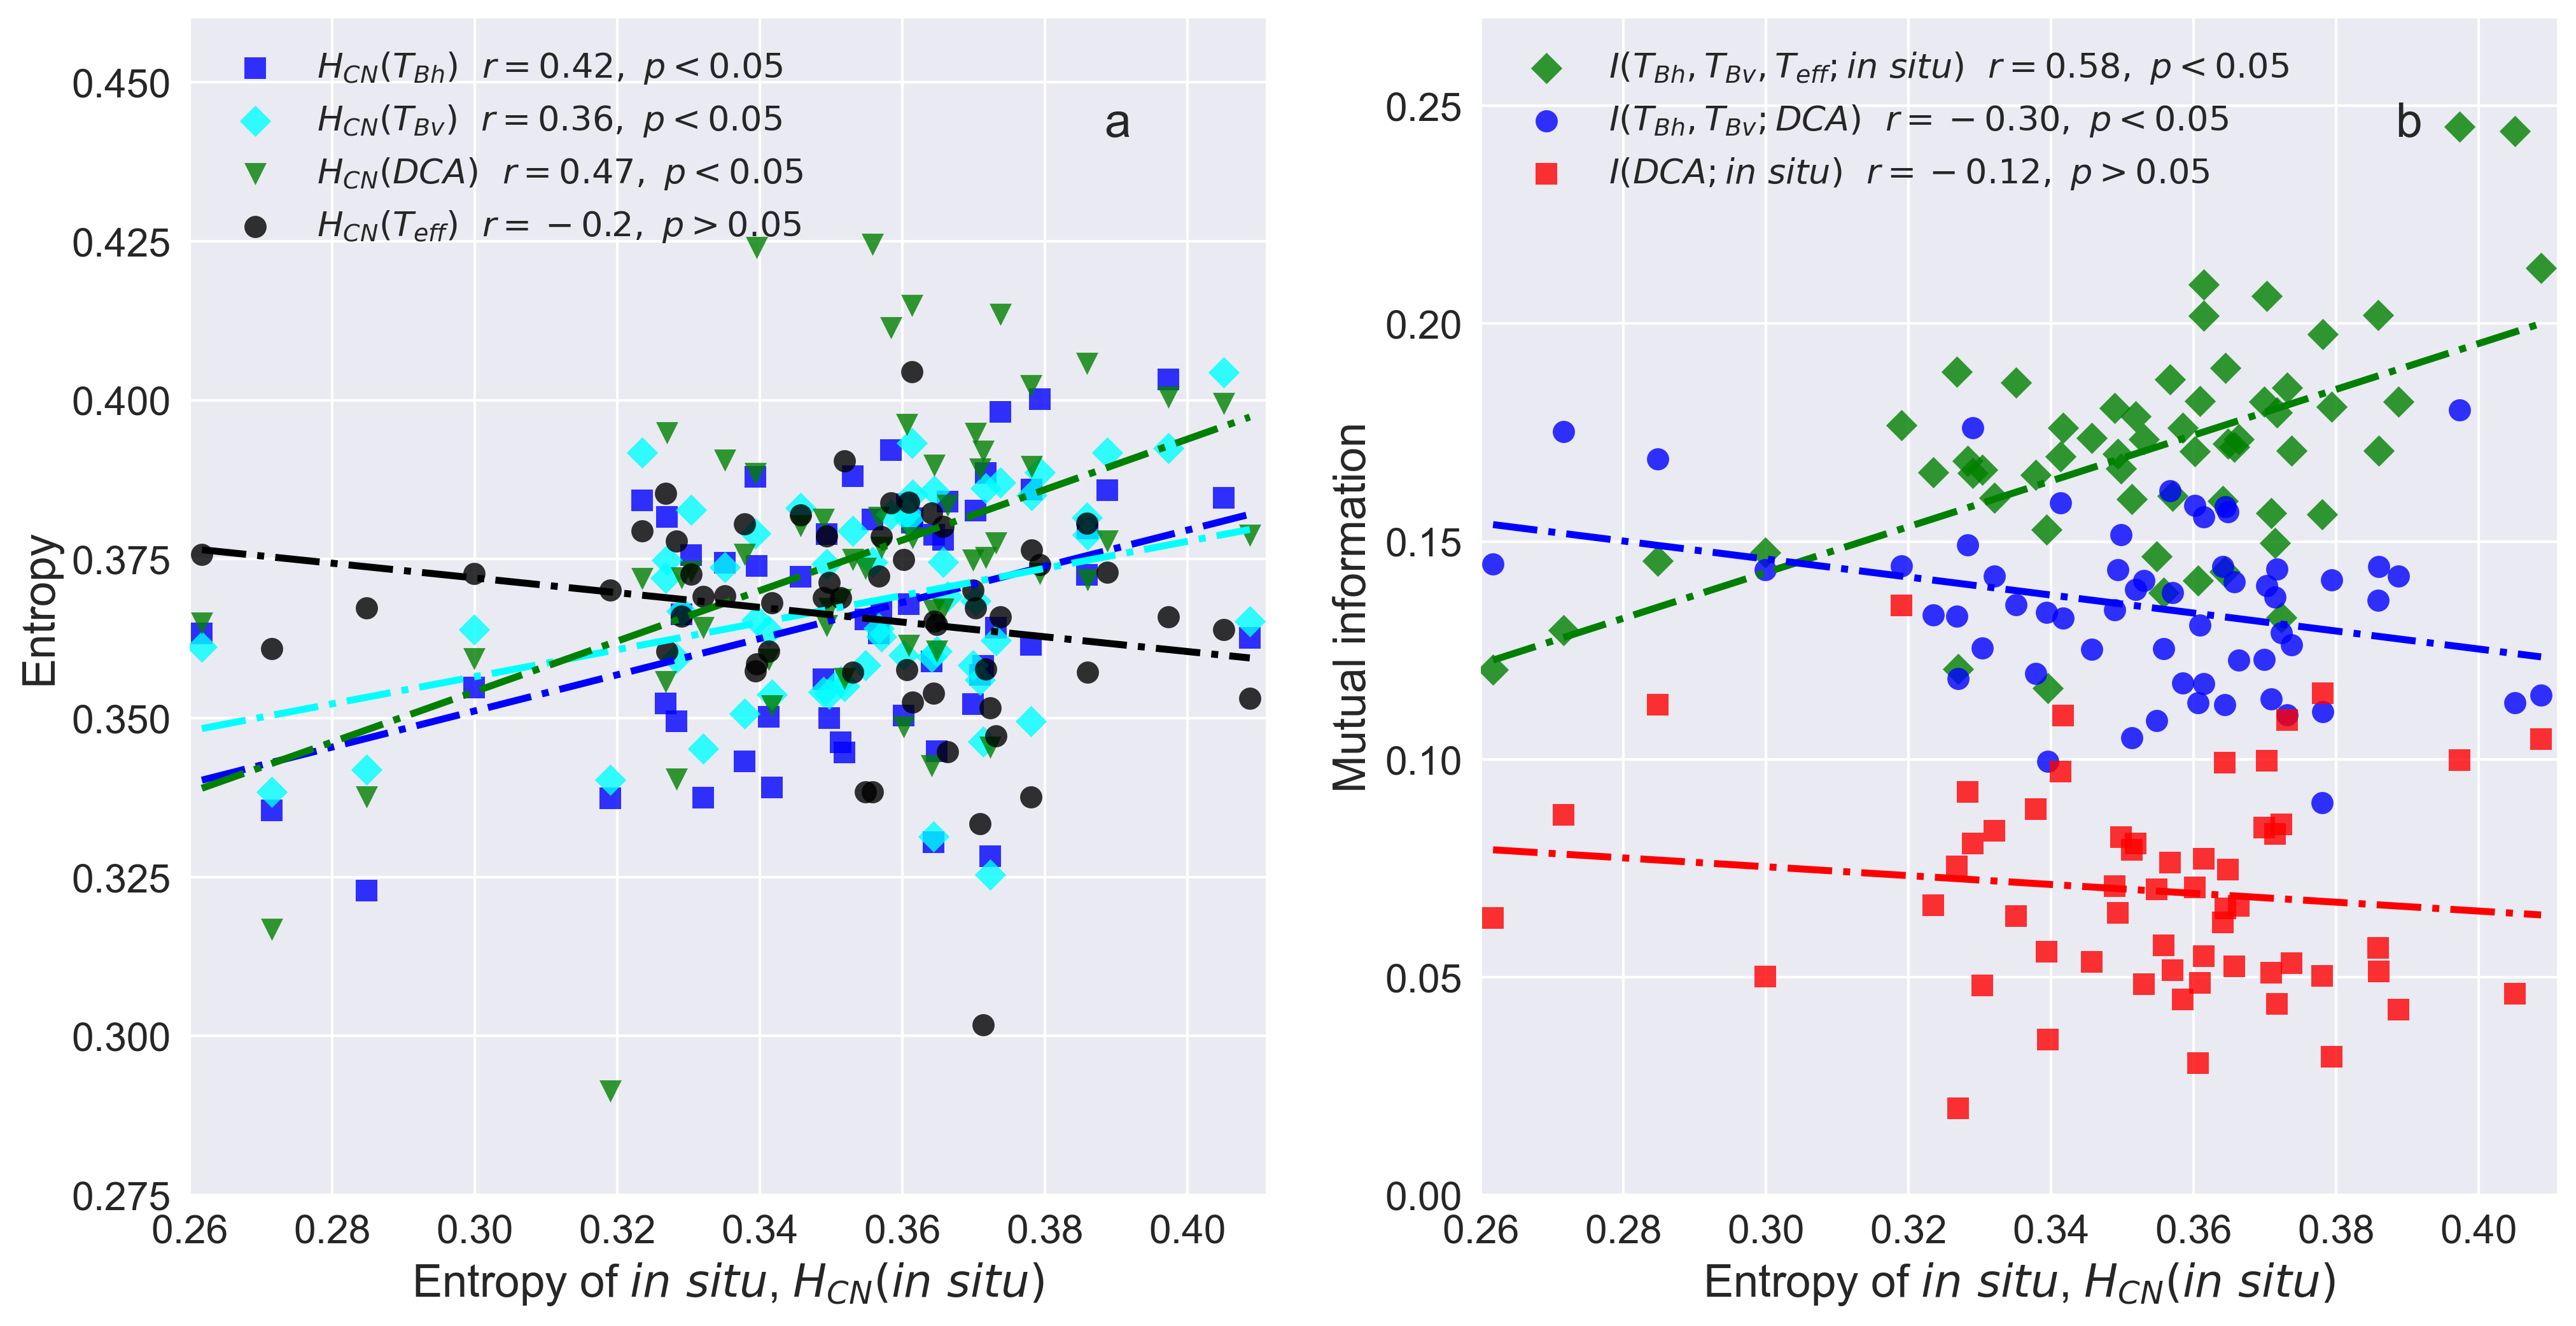 H_CN(T_Bh) r = 0.42, p < 0.05
H_CN(T_Bv) r = 0.36, p < 0.05
H_CN(DCA) r = 0.47, p < 0.05
H_CN(T_eff) r = −0.2, p > 0.05
a
0.450
0.425
0.400
0.375
0.350
0.325
0.300
0.275
Entropy
0.26 0.28 0.30 0.32 0.34 0.36 0.38 0.40
Entropy of in situ, H_CN(in situ)
I(T_Bh, T_Bv, T_eff; in situ) r = 0.58, p < 0.05
I(T_Bh, T_Bv; DCA) r = −0.30, p < 0.05
I(DCA; in situ) r = −0.12, p > 0.05
b
0.25
0.20
0.15
0.10
0.05
0.00
Mutual information
0.26 0.28 0.30 0.32 0.34 0.36 0.38 0.40
Entropy of in situ, H_CN(in situ)